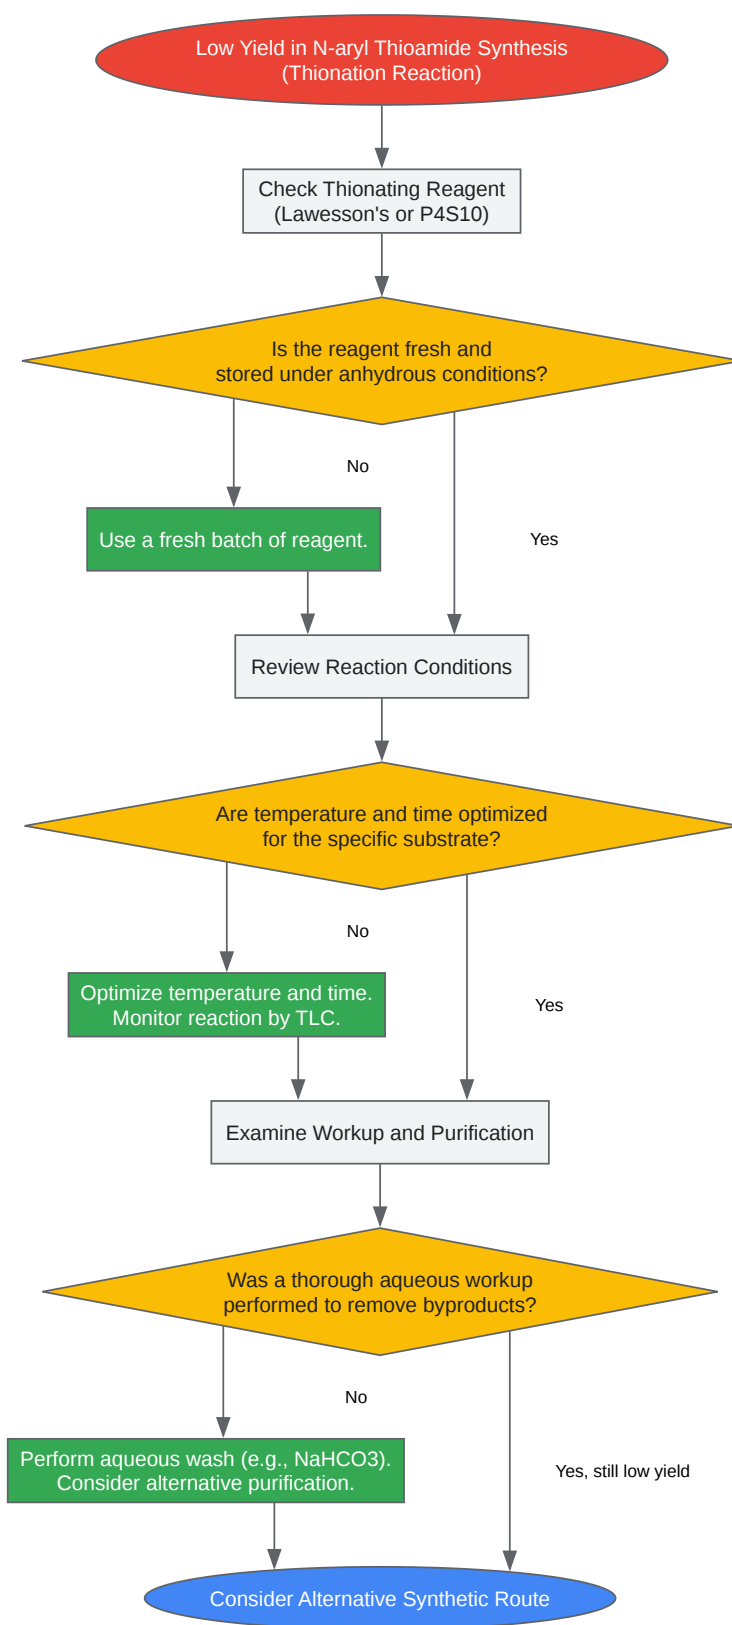 Low Yield in N-aryl Thioamide Synthesis
(Thionation Reaction)
Check Thionating Reagent
(Lawesson's or P4S10)
Is the reagent fresh and
stored under anhydrous conditions?
No
Use a fresh batch of reagent.
Yes
Review Reaction Conditions
Are temperature and time optimized
for the specific substrate?
No
Optimize temperature and time.
Monitor reaction by TLC.
Yes
Examine Workup and Purification
Was a thorough aqueous workup
performed to remove byproducts?
No
Perform aqueous wash (e.g., NaHCO3).
Consider alternative purification.
Yes, still low yield
Consider Alternative Synthetic Route